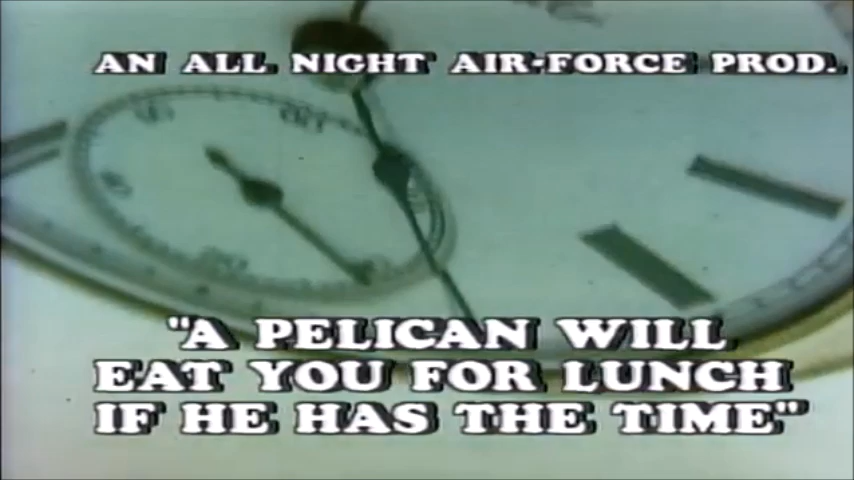 AN ALL NIGHT AIR-FORCE PROD.
"A PELICAN WILL
EAT YOU FOR LUNCH
IF HE HAS THE TIME"